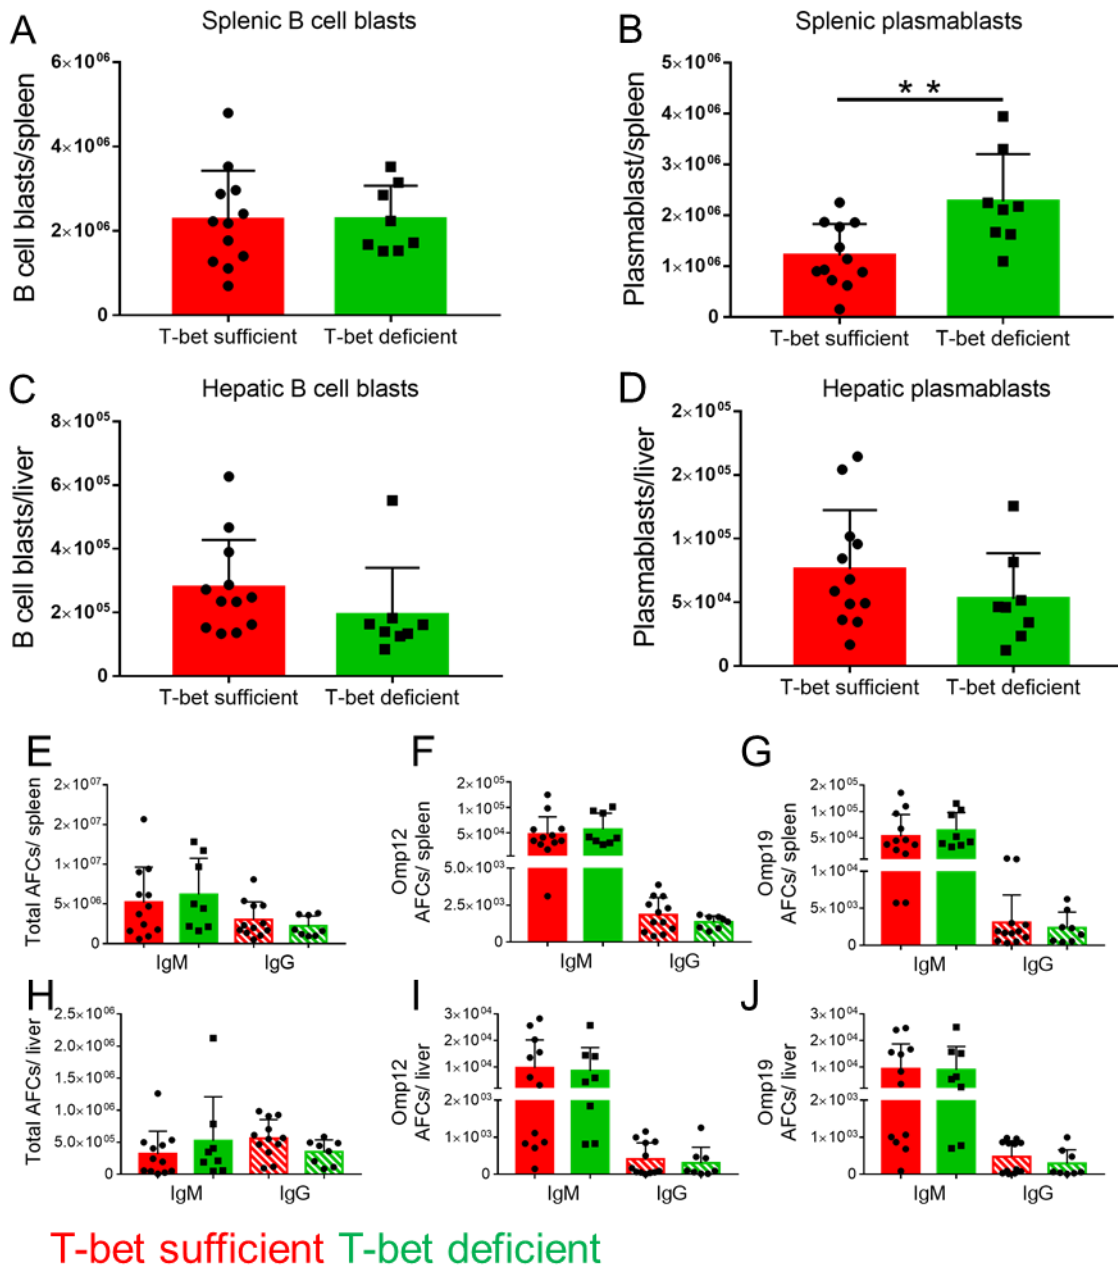 A
Splenic B cell blasts
B cell blasts/spleen
6×10⁰⁶
4×10⁰⁶
2×10⁰⁶
0
T-bet sufficient
T-bet deficient
B
Splenic plasmablasts
Plasmablast/spleen
5×10⁰⁶
3×10⁰⁶
2×10⁰⁶
1×10⁰⁶
0
* *
T-bet sufficient
T-bet deficient
C
Hepatic B cell blasts
B cell blasts/liver
8×10⁰⁵
6×10⁰⁵
4×10⁰⁵
2×10⁰⁵
0
T-bet sufficient
T-bet deficient
D
Hepatic plasmablasts
Plasmablasts/liver
2×10⁰⁵
2×10⁰⁵
1×10⁰⁵
5×10⁰⁴
0
T-bet sufficient
T-bet deficient
E
Total AFCs/ spleen
2×10⁰⁷
2×10⁰⁷
1×10⁰⁷
5×10⁰⁶
0
IgM
IgG
F
Omp12
AFCs/ spleen
2×10⁰⁵
1×10⁰⁵
5×10⁰⁴
5.0×10⁰³
2.5×10⁰³
0
IgM
IgG
G
Omp19
AFCs/ spleen
2×10⁰⁵
1×10⁰⁵
5×10⁰⁴
1×10⁰⁴
5×10⁰³
0
IgM
IgG
H
Total AFCs/ liver
2.5×10⁰⁶
2.0×10⁰⁶
1.5×10⁰⁶
1.0×10⁰⁶
5.0×10⁰⁵
0
IgM
IgG
I
Omp12
AFCs/ liver
3×10⁰⁴
1×10⁰⁴
0
2×10⁰³
1×10⁰³
0
IgM
IgG
J
Omp19
AFCs/ liver
3×10⁰⁴
1×10⁰⁴
0
2×10⁰³
1×10⁰³
0
IgM
IgG
T-bet sufficient T-bet deficient